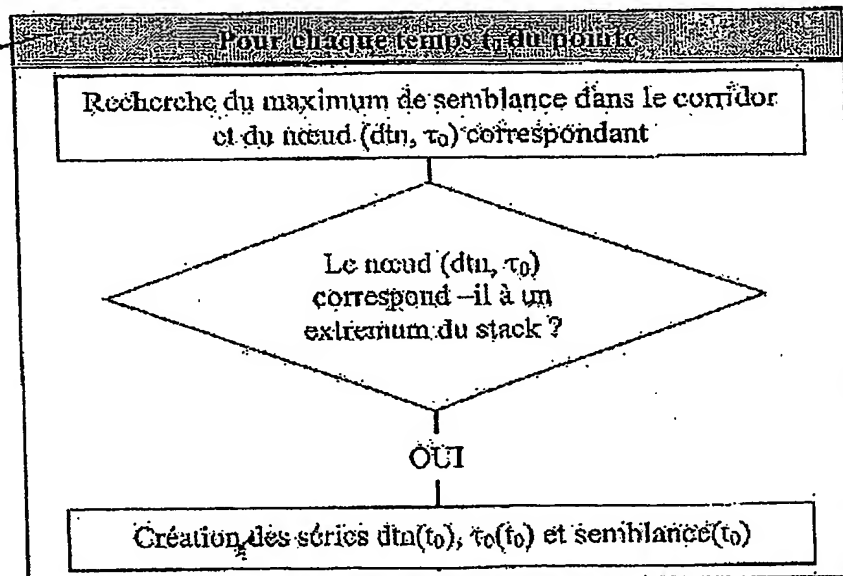 Pour chaque temps t₀ du pointé
Recherche du maximum de semblance dans le corridor
et du nœud (dtn, τ₀) correspondant
Le nœud (dtn, τ₀)
correspond –il à un
extremum du stack ?
OUI
Création des séries dtn(t₀), τ₀(t₀) et semblance(t₀)